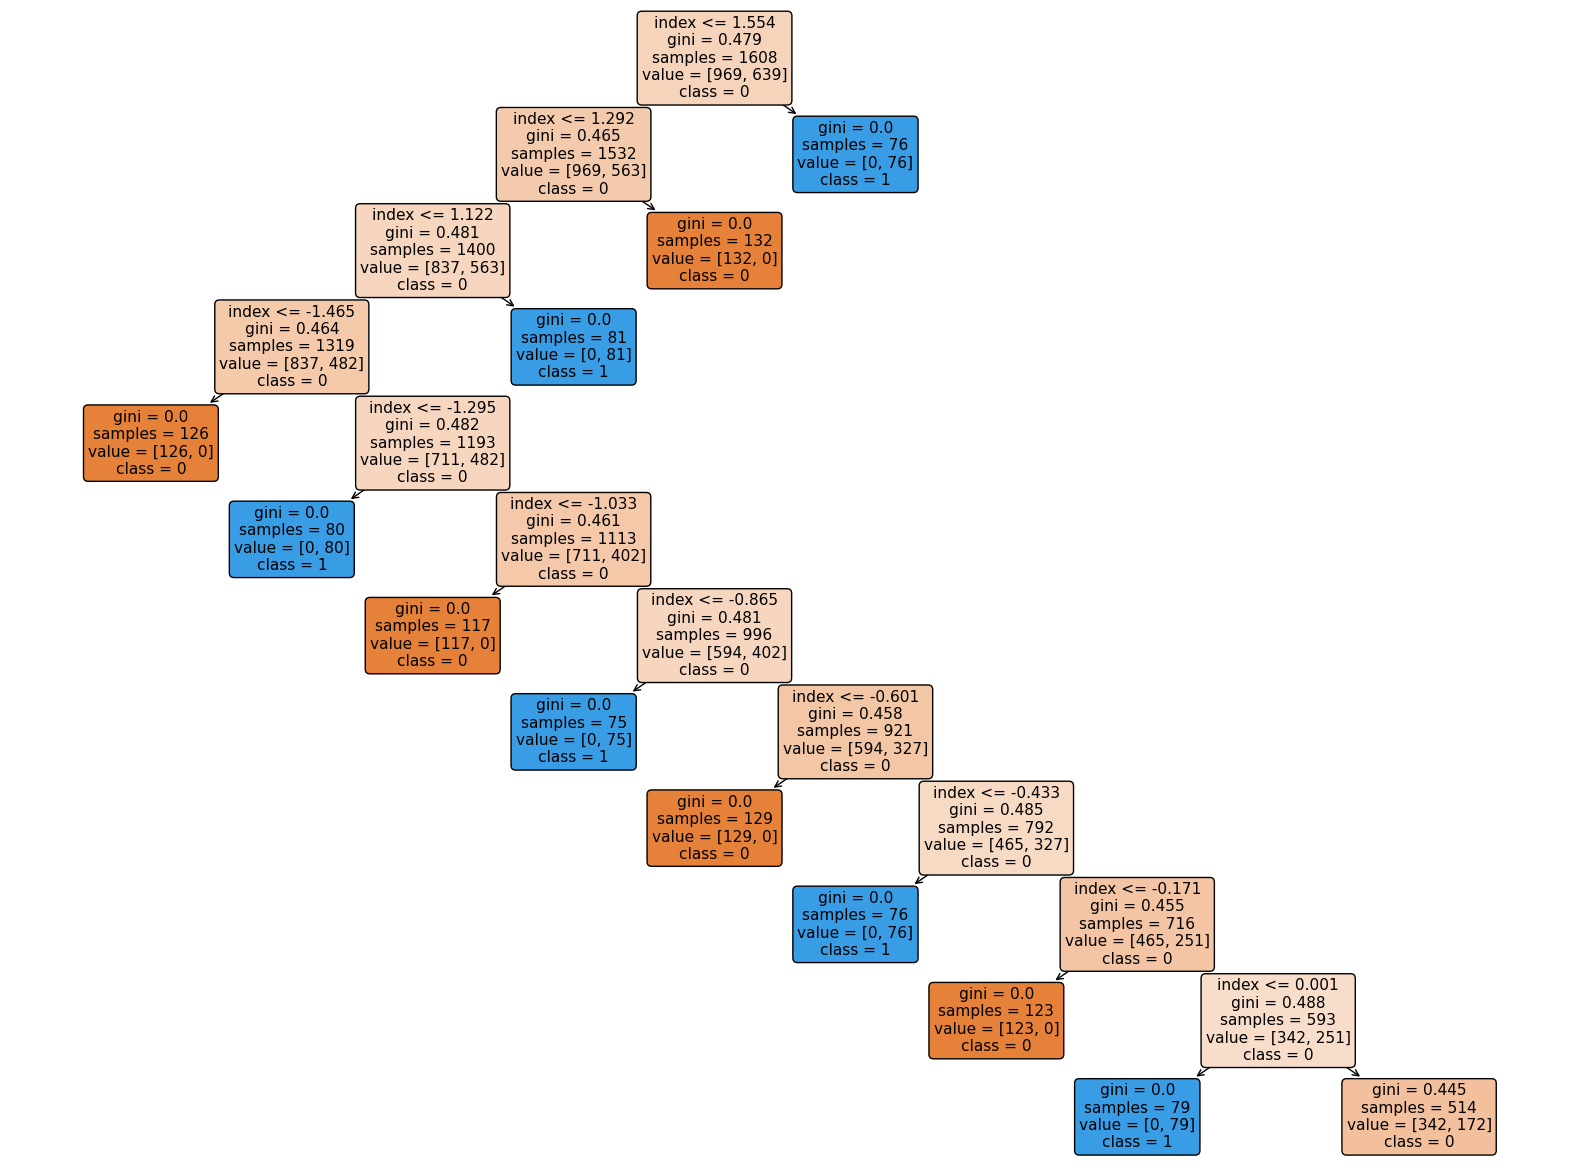 index <= 1.554
gini = 0.479
samples = 1608
value = [969, 639]
class = 0
index <= 1.292
gini = 0.465
samples = 1532
value = [969, 563]
class = 0
gini = 0.0
samples = 76
value = [0, 76]
class = 1
index <= 1.122
gini = 0.481
samples = 1400
value = [837, 563]
class = 0
gini = 0.0
samples = 132
value = [132, 0]
class = 0
index <= -1.465
gini = 0.464
samples = 1319
value = [837, 482]
class = 0
gini = 0.0
samples = 81
value = [0, 81]
class = 1
gini = 0.0
samples = 126
value = [126, 0]
class = 0
index <= -1.295
gini = 0.482
samples = 1193
value = [711, 482]
class = 0
gini = 0.0
samples = 80
value = [0, 80]
class = 1
index <= -1.033
gini = 0.461
samples = 1113
value = [711, 402]
class = 0
gini = 0.0
samples = 117
value = [117, 0]
class = 0
index <= -0.865
gini = 0.481
samples = 996
value = [594, 402]
class = 0
gini = 0.0
samples = 75
value = [0, 75]
class = 1
index <= -0.601
gini = 0.458
samples = 921
value = [594, 327]
class = 0
gini = 0.0
samples = 129
value = [129, 0]
class = 0
index <= -0.433
gini = 0.485
samples = 792
value = [465, 327]
class = 0
gini = 0.0
samples = 76
value = [0, 76]
class = 1
index <= -0.171
gini = 0.455
samples = 716
value = [465, 251]
class = 0
gini = 0.0
samples = 123
value = [123, 0]
class = 0
index <= 0.001
gini = 0.488
samples = 593
value = [342, 251]
class = 0
gini = 0.0
samples = 79
value = [0, 79]
class = 1
gini = 0.445
samples = 514
value = [342, 172]
class = 0